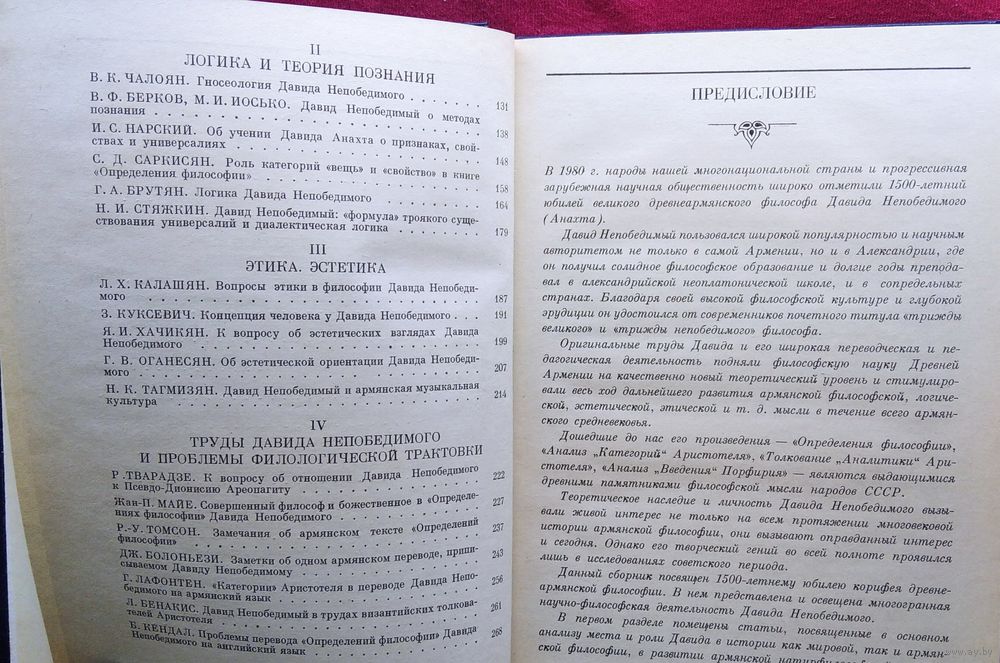 II
ЛОГИКА И ТЕОРИЯ ПОЗНАНИЯ
В. К. ЧАЛОЯН. Гносеология Давида Непобедимого . . . . . . . 131
В. Ф. БЕРКОВ, М. И. ИОСЬКО. Давид Непобедимый о методах
познания . . . . . . . . . . . . . . . . . . 138
И. С. НАРСКИЙ. Об учении Давида Анахта о признаках, свой-
ствах и универсалиях . . . . . . . . . . . . . . 148
С. Д. САРКИСЯН. Роль категорий «вещь» и «свойство» в книге
«Определения философии» . . . . . . . . . . . . . 158
Г. А. БРУТЯН. Логика Давида Непобедимого . . . . . . . . 164
Н. И. СТЯЖКИН. Давид Непобедимый: «формула» троякого суще-
ствования универсалий и диалектическая логика . . . . . . 179
III
ЭТИКА. ЭСТЕТИКА
Л. Х. КАЛАШЯН. Вопросы этики в философии Давида Непобеди-
мого . . . . . . . . . . . . . . . . . . . . 187
З. КУКСЕВИЧ. Концепция человека у Давида Непобедимого . . . 191
Я. И. ХАЧИКЯН. К вопросу об эстетических взглядах Давида
Непобедимого . . . . . . . . . . . . . . . . . 199
Г. В. ОГАНЕСЯН. Об эстетической ориентации Давида Непобеди-
мого . . . . . . . . . . . . . . . . . . . . 207
Н. К. ТАГМИЗЯН. Давид Непобедимый и армянская музыкальная
культура . . . . . . . . . . . . . . . . . . . 214
IV
ТРУДЫ ДАВИДА НЕПОБЕДИМОГО
И ПРОБЛЕМЫ ФИЛОЛОГИЧЕСКОЙ ТРАКТОВКИ
Р. ТВАРАДЗЕ. К вопросу об отношении Давида Непобедимого
к Псевдо-Дионисию Ареопагиту . . . . . . . . . . . 222
Жан-П. МАЙЕ. Совершенный философ и божественное в «Определе-
ниях философии» Давида Непобедимого . . . . . . . . . 227
Р.-У. ТОМСОН. Замечания об армянском тексте «Определений
философии» . . . . . . . . . . . . . . . . . . 237
ДЖ. БОЛОНЬЕЗИ. Заметки об одном армянском переводе, припи-
сываемом Давиду Непобедимому . . . . . . . . . . . 243
Г. ЛАФОНТЕН. «Категории» Аристотеля в переводе Давида Непо-
бедимого на армянский язык . . . . . . . . . . . . 256
Л. БЕНАКИС. Давид Непобедимый в трудах византийских толкова-
телей Аристотеля . . . . . . . . . . . . . . . . 261
Б. КЕНДАЛ. Проблемы перевода «Определений философии» Давида
Непобедимого на английский язык . . . . . . . . . . 268
ПРЕДИСЛОВИЕ
В 1980 г. народы нашей многонациональной страны и прогрессивная
зарубежная научная общественность широко отметили 1500-летний
юбилей великого древнеармянского философа Давида Непобедимого
(Анахта).
Давид Непобедимый пользовался широкой популярностью и научным
авторитетом не только в самой Армении, но и в Александрии, где
он получил солидное философское образование и долгие годы препода-
вал в александрийской неоплатонической школе, и в сопредельных
странах. Благодаря своей высокой философской культуре и глубокой
эрудиции он удостоился от современников почетного титула «трижды
великого» и «трижды непобедимого» философа.
Оригинальные труды Давида и его широкая переводческая и пе-
дагогическая деятельность подняли философскую науку Древней
Армении на качественно новый теоретический уровень и стимулиро-
вали весь ход дальнейшего развития армянской философской, логиче-
ской, эстетической, этической и т. д. мысли в течение всего армян-
ского средневековья.
Дошедшие до нас его произведения — «Определения философии»,
«Анализ „Категорий“ Аристотеля», «Толкование „Аналитики“ Ари-
стотеля», «Анализ „Введения“ Порфирия» — являются выдающимися
древними памятниками философской мысли народов СССР.
Теоретическое наследие и личность Давида Непобедимого вызы-
вали живой интерес не только на всем протяжении многовековой
истории армянской философии, они вызывают оправданный интерес
и сегодня. Однако его творческий гений во всей полноте проявился
лишь в исследованиях советского периода.
Данный сборник посвящен 1500-летнему юбилею корифея древне-
армянской философии. В нем представлена и освещена многогранная
научно-философская деятельность Давида Непобедимого.
В первом разделе помещены статьи, посвященные в основном
анализу места и роли Давида в истории как мировой, так и армян-
ской философии, в развитии армянской
www.ay.by